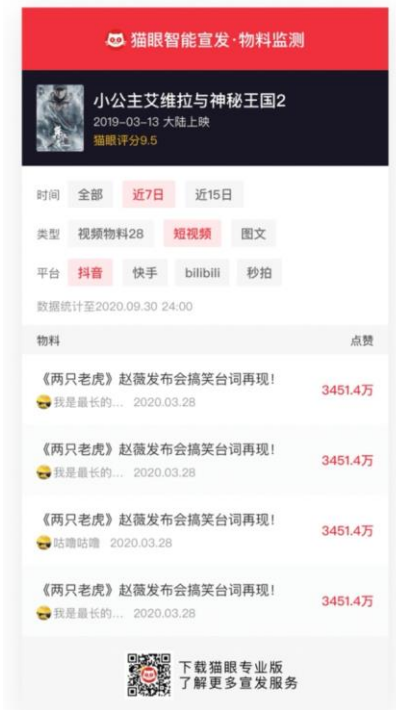 猫眼智能宣发·物料监测
小公主艾维拉与神秘王国2
2019-03-13 大陆上映
猫眼评分9.5
时间 全部 近7日 近15日
类型 视频物料28 短视频 图文
平台 抖音 快手 bilibili 秒拍
数据统计至2020.09.30 24:00
物料 点赞
《两只老虎》赵薇发布会搞笑台词再现!
3451.4万
我是最长的... 2020.03.28
《两只老虎》赵薇发布会搞笑台词再现!
3451.4万
我是最长的... 2020.03.28
《两只老虎》赵薇发布会搞笑台词再现!
3451.4万
咕噜咕噜 2020.03.28
《两只老虎》赵薇发布会搞笑台词再现!
3451.4万
我是最长的... 2020.03.28
下载猫眼专业版
了解更多宣发服务